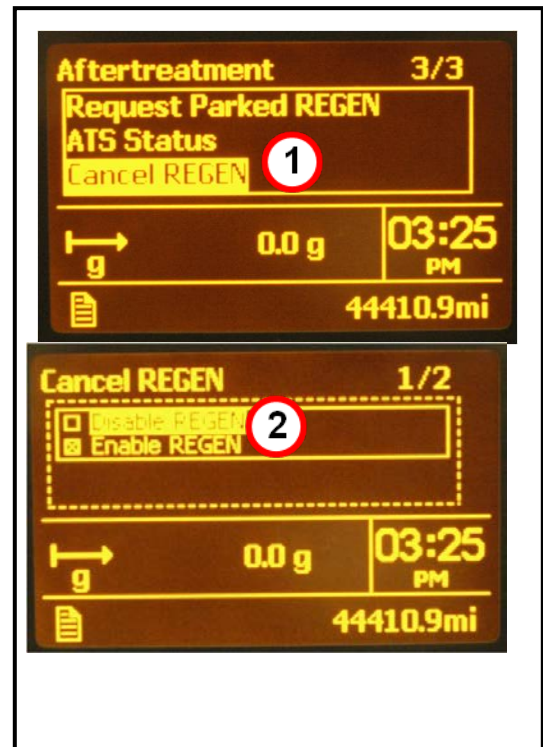 Aftertreatment 3/3
Request Parked REGEN
ATS Status
Cancel REGEN
1
0.0 g
03:25
g
PM
44410.9mi
Cancel REGEN 1/2
Disable REGEN
2
Enable REGEN
0.0 g
03:25
g
PM
44410.9mi